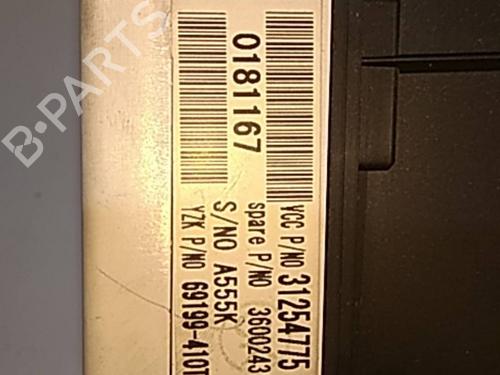 B-PARTS
VCC P/NO 31254775
0181167
spare P/NO 3600243
S/NO A555K
YZK P/NO 69199-410T